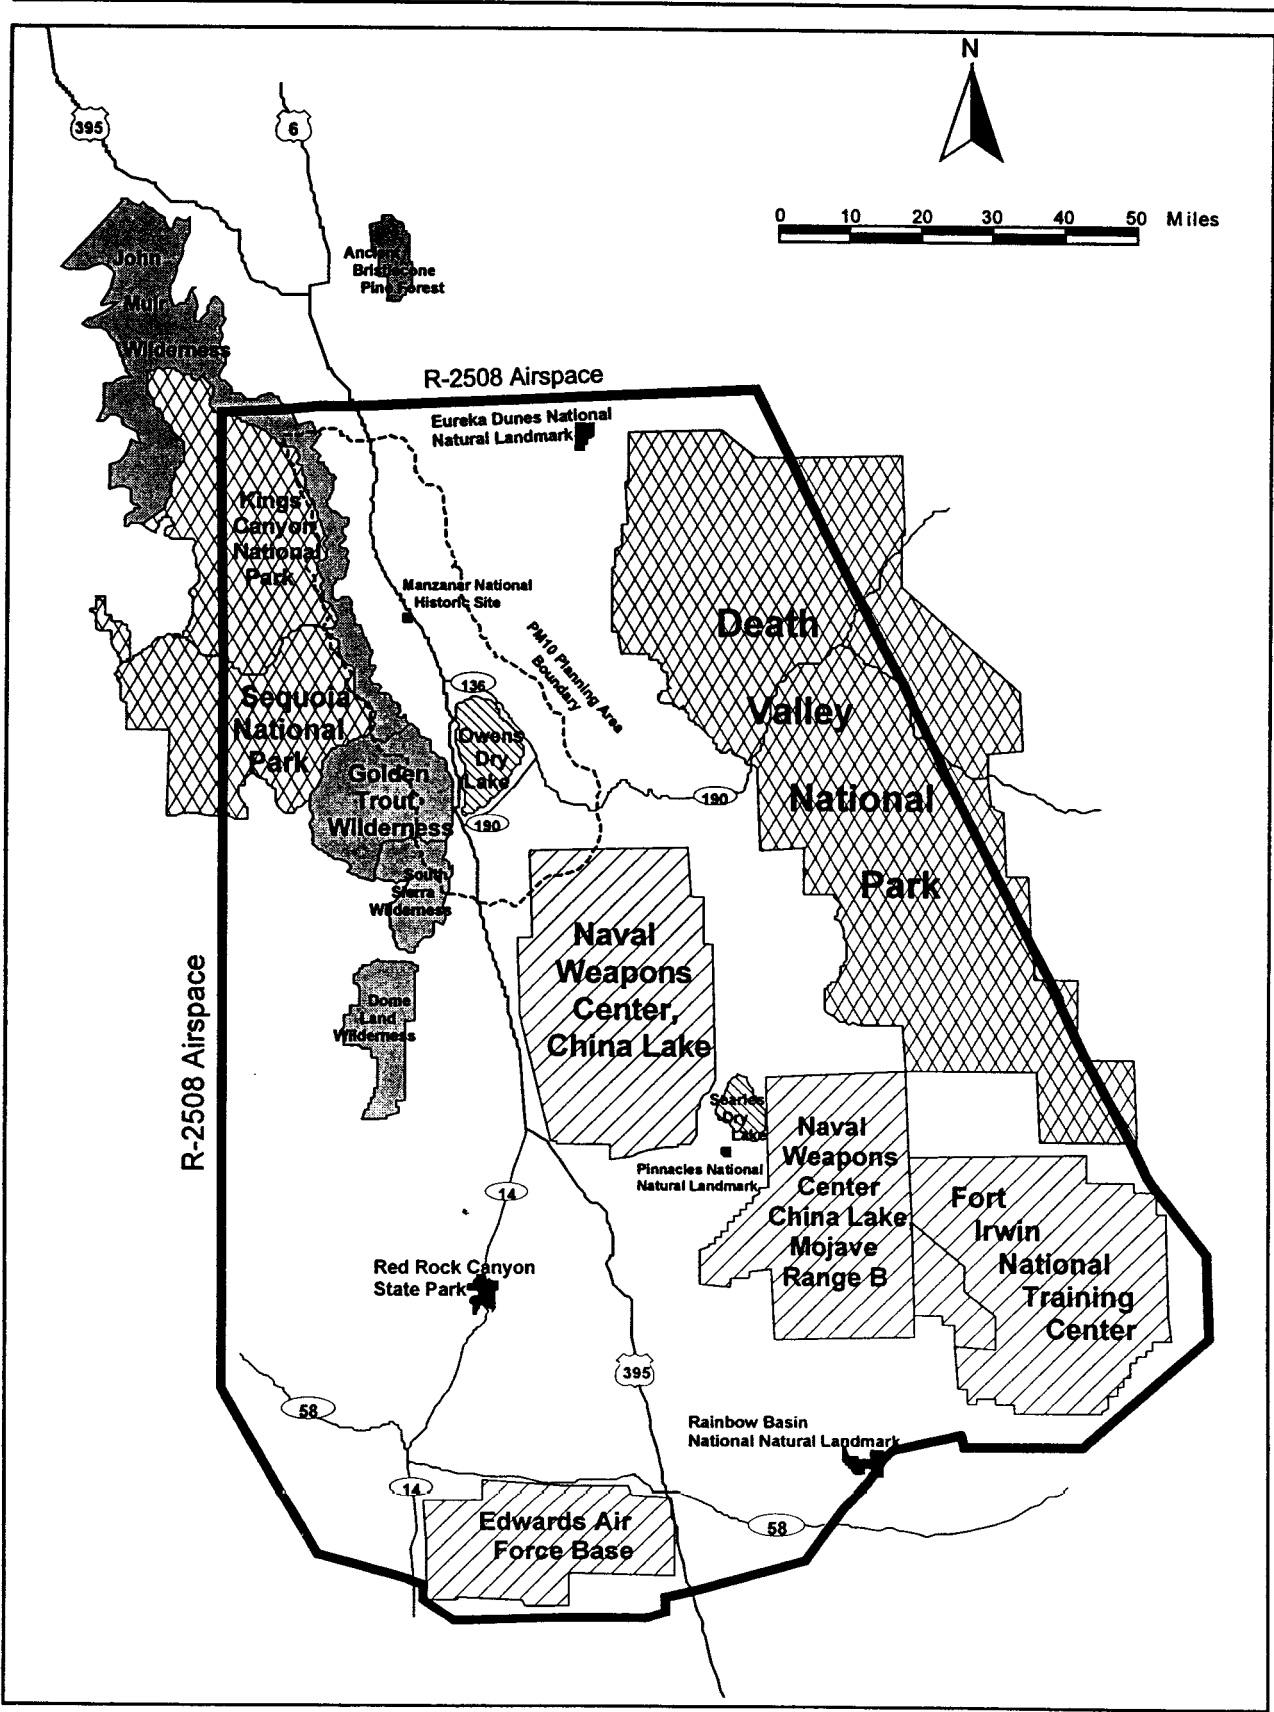 N
395
6
0 10 20 30 40 50 Miles
John
Muir
Wilderness
Ancient
Bristlecone
Pine Forest
R-2508 Airspace
Eureka Dunes National
Natural Landmark
Kings
Canyon
National
Park
Manzanar National
Historic Site
PM10 Planning Area
Boundary
Death
Valley
National
Park
136
Sequoia
National
Park
Owens
Dry
Lake
Golden
Trout
Wilderness
190
190
South
Sierra
Wilderness
Naval
Weapons
Center,
China Lake
R-2508 Airspace
Dome
Land
Wilderness
Searles
Dry
Lake
Pinnacles National
Natural Landmark
Naval
Weapons
Center
China Lake,
Mojave
Range B
Fort
Irwin
National
Training
Center
14
Red Rock Canyon
State Park
395
58
Rainbow Basin
National Natural Landmark
14
Edwards Air
Force Base
58